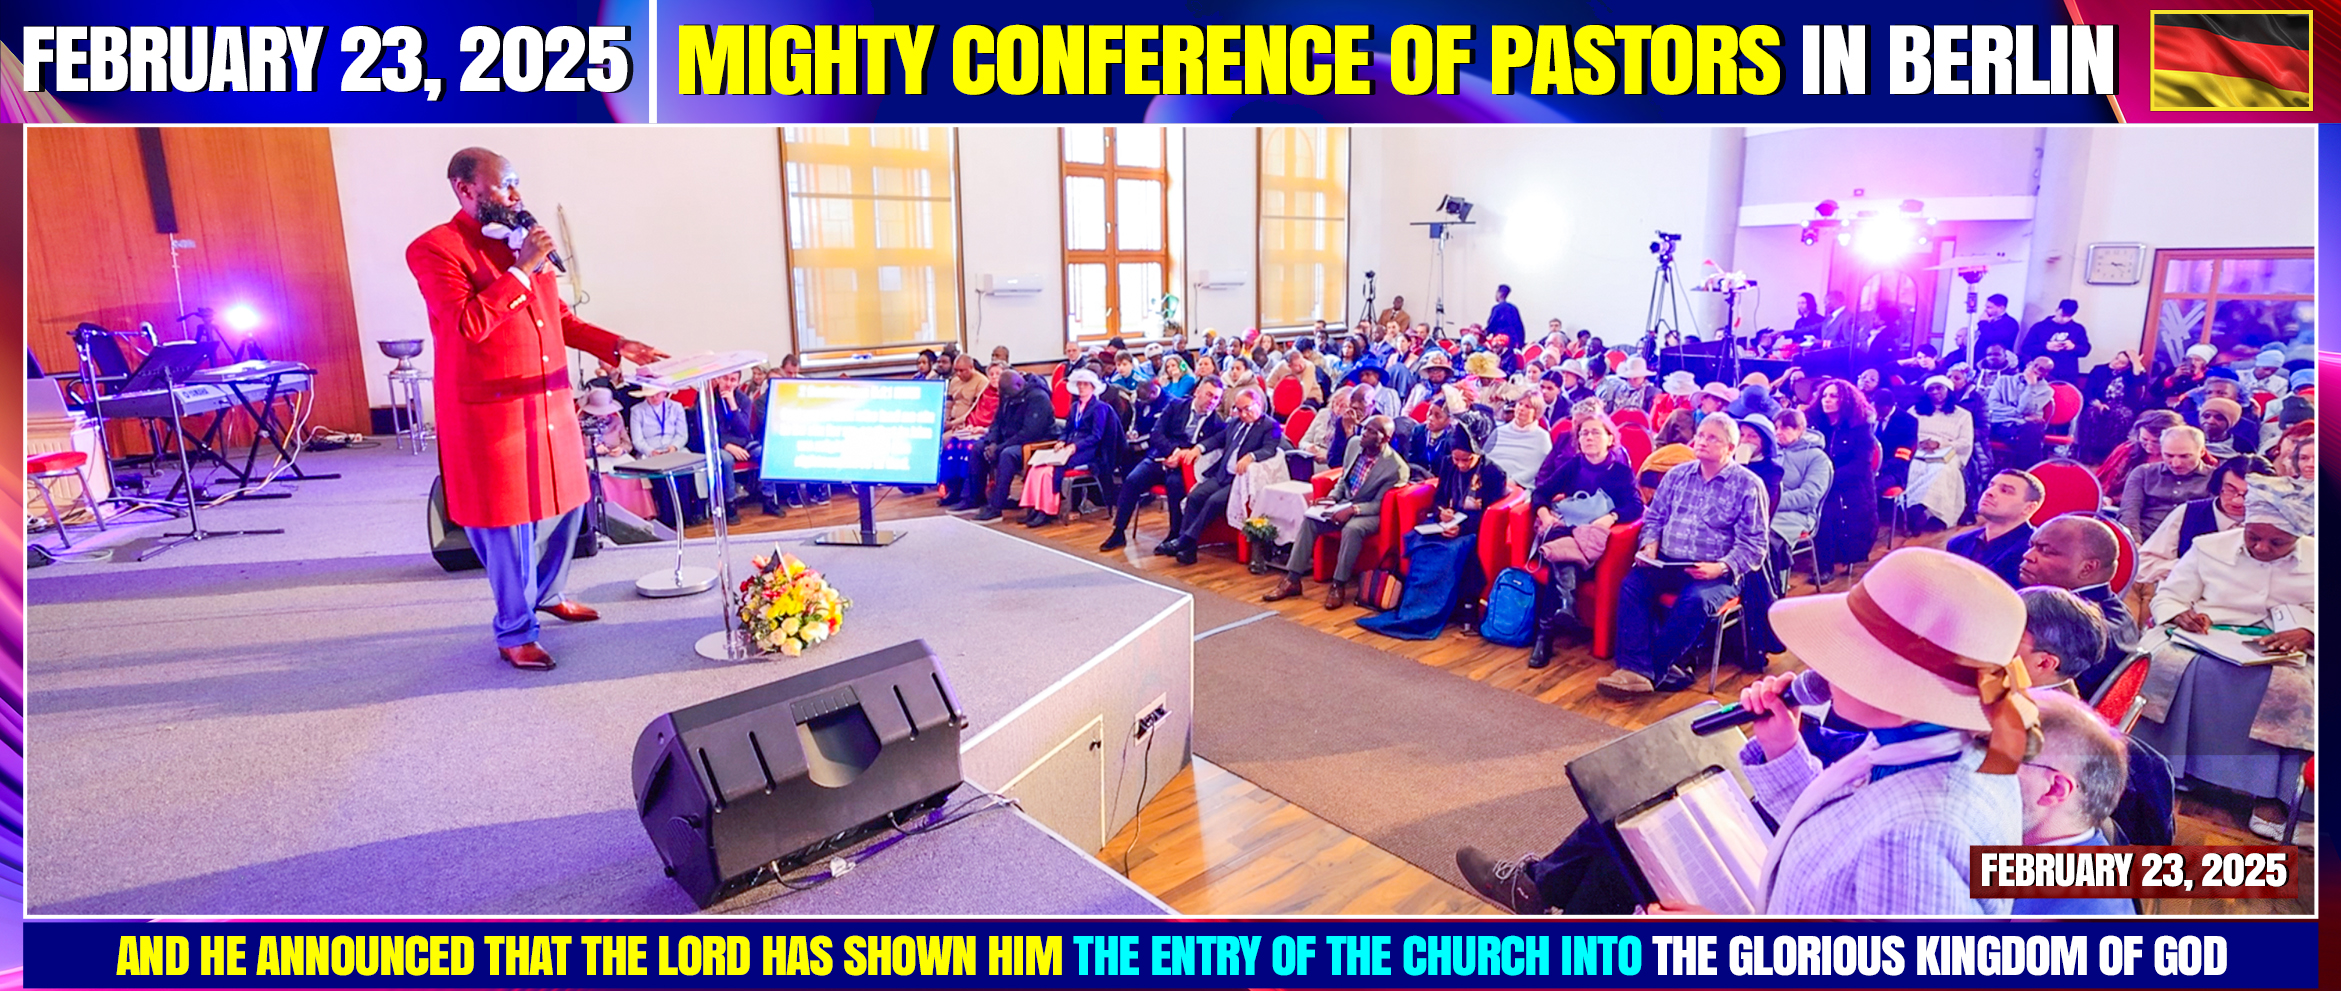 FEBRUARY 23, 2025
MIGHTY CONFERENCE OF PASTORS IN BERLIN
FEBRUARY 23, 2025
AND HE ANNOUNCED THAT THE LORD HAS SHOWN HIM THE ENTRY OF THE CHURCH INTO THE GLORIOUS KINGDOM OF GOD